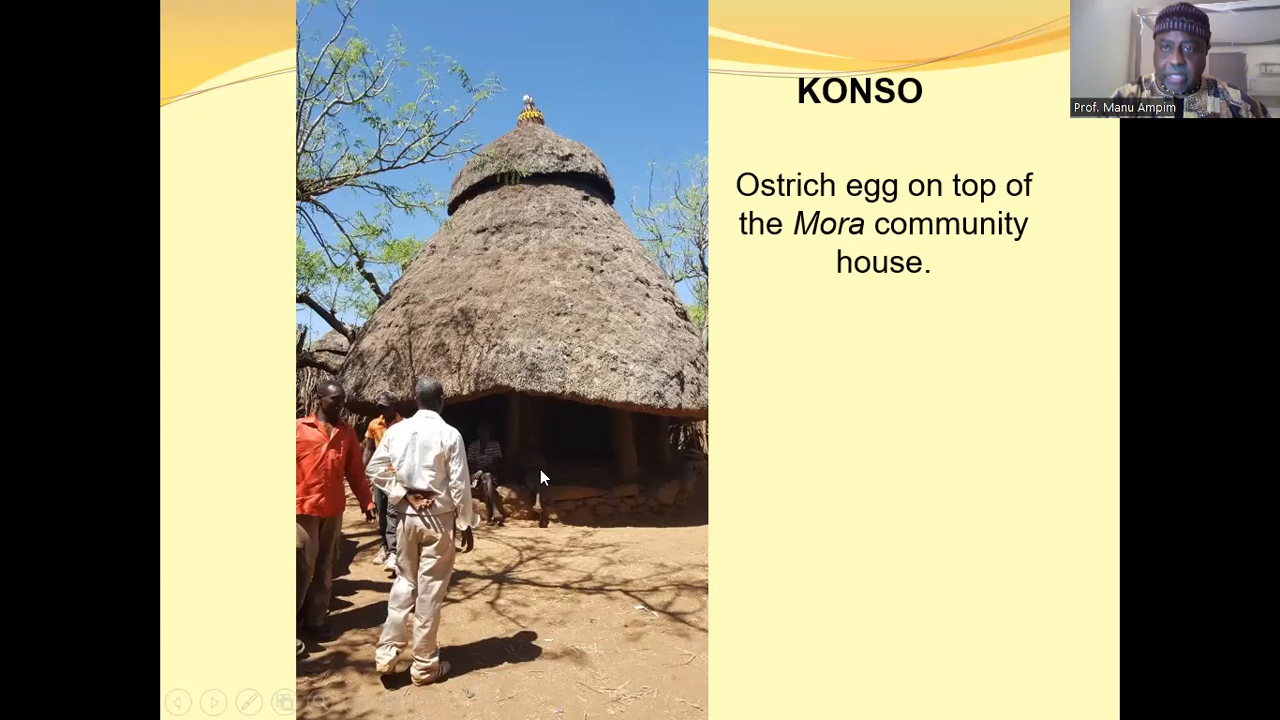 KONSO
Prof. Manu Ampim
Ostrich egg on top of
the Mora community
house.